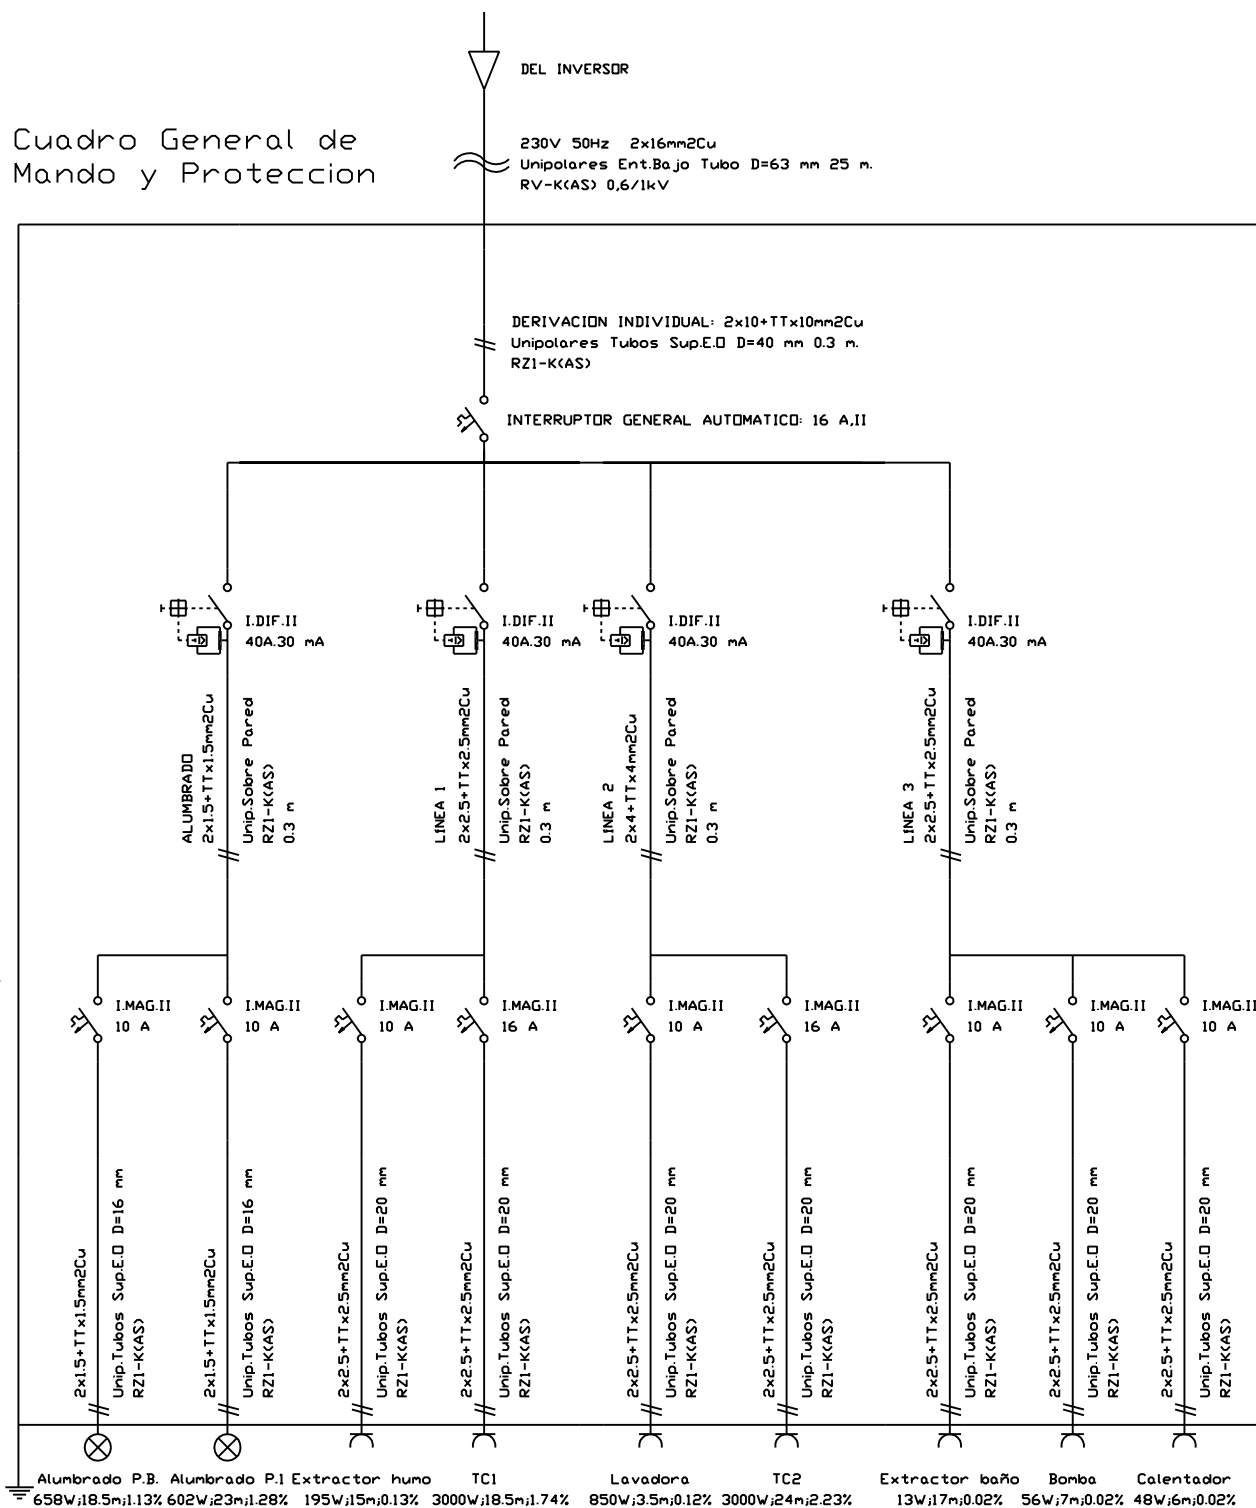 DEL INVERSOR
Cuadro General de
Mando y Proteccion
230V 50Hz 2x16mm2Cu
Unipolares Ent.Bajo Tubo D=63 mm 25 m.
RV-K(AS) 0,6/1kV
DERIVACION INDIVIDUAL: 2x10+TTx10mm2Cu
Unipolares Tubos Sup.E.O D=40 mm 0.3 m.
RZ1-K(AS)
INTERRUPTOR GENERAL AUTOMATICO: 16 A,II
I.DIF.II
40A.30 mA
I.DIF.II
40A.30 mA
I.DIF.II
40A.30 mA
I.DIF.II
40A.30 mA
ALUMBRADO
2x1.5+TTx1.5mm2Cu
Unip.Sobre Pared
RZ1-K(AS)
0.3 m
LINEA 1
2x2.5+TTx2.5mm2Cu
Unip.Sobre Pared
RZ1-K(AS)
0.3 m
LINEA 2
2x4+TTx4mm2Cu
Unip.Sobre Pared
RZ1-K(AS)
0.3 m
LINEA 3
2x2.5+TTx2.5mm2Cu
Unip.Sobre Pared
RZ1-K(AS)
0.3 m
I.MAG.II
10 A
I.MAG.II
10 A
I.MAG.II
10 A
I.MAG.II
16 A
I.MAG.II
10 A
I.MAG.II
16 A
I.MAG.II
10 A
I.MAG.II
10 A
I.MAG.II
10 A
2x1.5+TTx1.5mm2Cu
Unip.Tubos Sup.E.O D=16 mm
RZ1-K(AS)
2x1.5+TTx1.5mm2Cu
Unip.Tubos Sup.E.O D=16 mm
RZ1-K(AS)
2x2.5+TTx2.5mm2Cu
Unip.Tubos Sup.E.O D=20 mm
RZ1-K(AS)
2x2.5+TTx2.5mm2Cu
Unip.Tubos Sup.E.O D=20 mm
RZ1-K(AS)
2x2.5+TTx2.5mm2Cu
Unip.Tubos Sup.E.O D=20 mm
RZ1-K(AS)
2x2.5+TTx2.5mm2Cu
Unip.Tubos Sup.E.O D=20 mm
RZ1-K(AS)
2x2.5+TTx2.5mm2Cu
Unip.Tubos Sup.E.O D=20 mm
RZ1-K(AS)
2x2.5+TTx2.5mm2Cu
Unip.Tubos Sup.E.O D=20 mm
RZ1-K(AS)
2x2.5+TTx2.5mm2Cu
Unip.Tubos Sup.E.O D=20 mm
RZ1-K(AS)
Alumbrado P.B.
658W;18.5m;1.13%
Alumbrado P.1
602W;23m;1.28%
Extractor humo
195W;15m;0.13%
TC1
3000W;18.5m;1.74%
Lavadora
850W;3.5m;0.12%
TC2
3000W;24m;2.23%
Extractor baño
13W;17m;0.02%
Bomba
56W;7m;0.02%
Calentador
48W;6m;0.02%